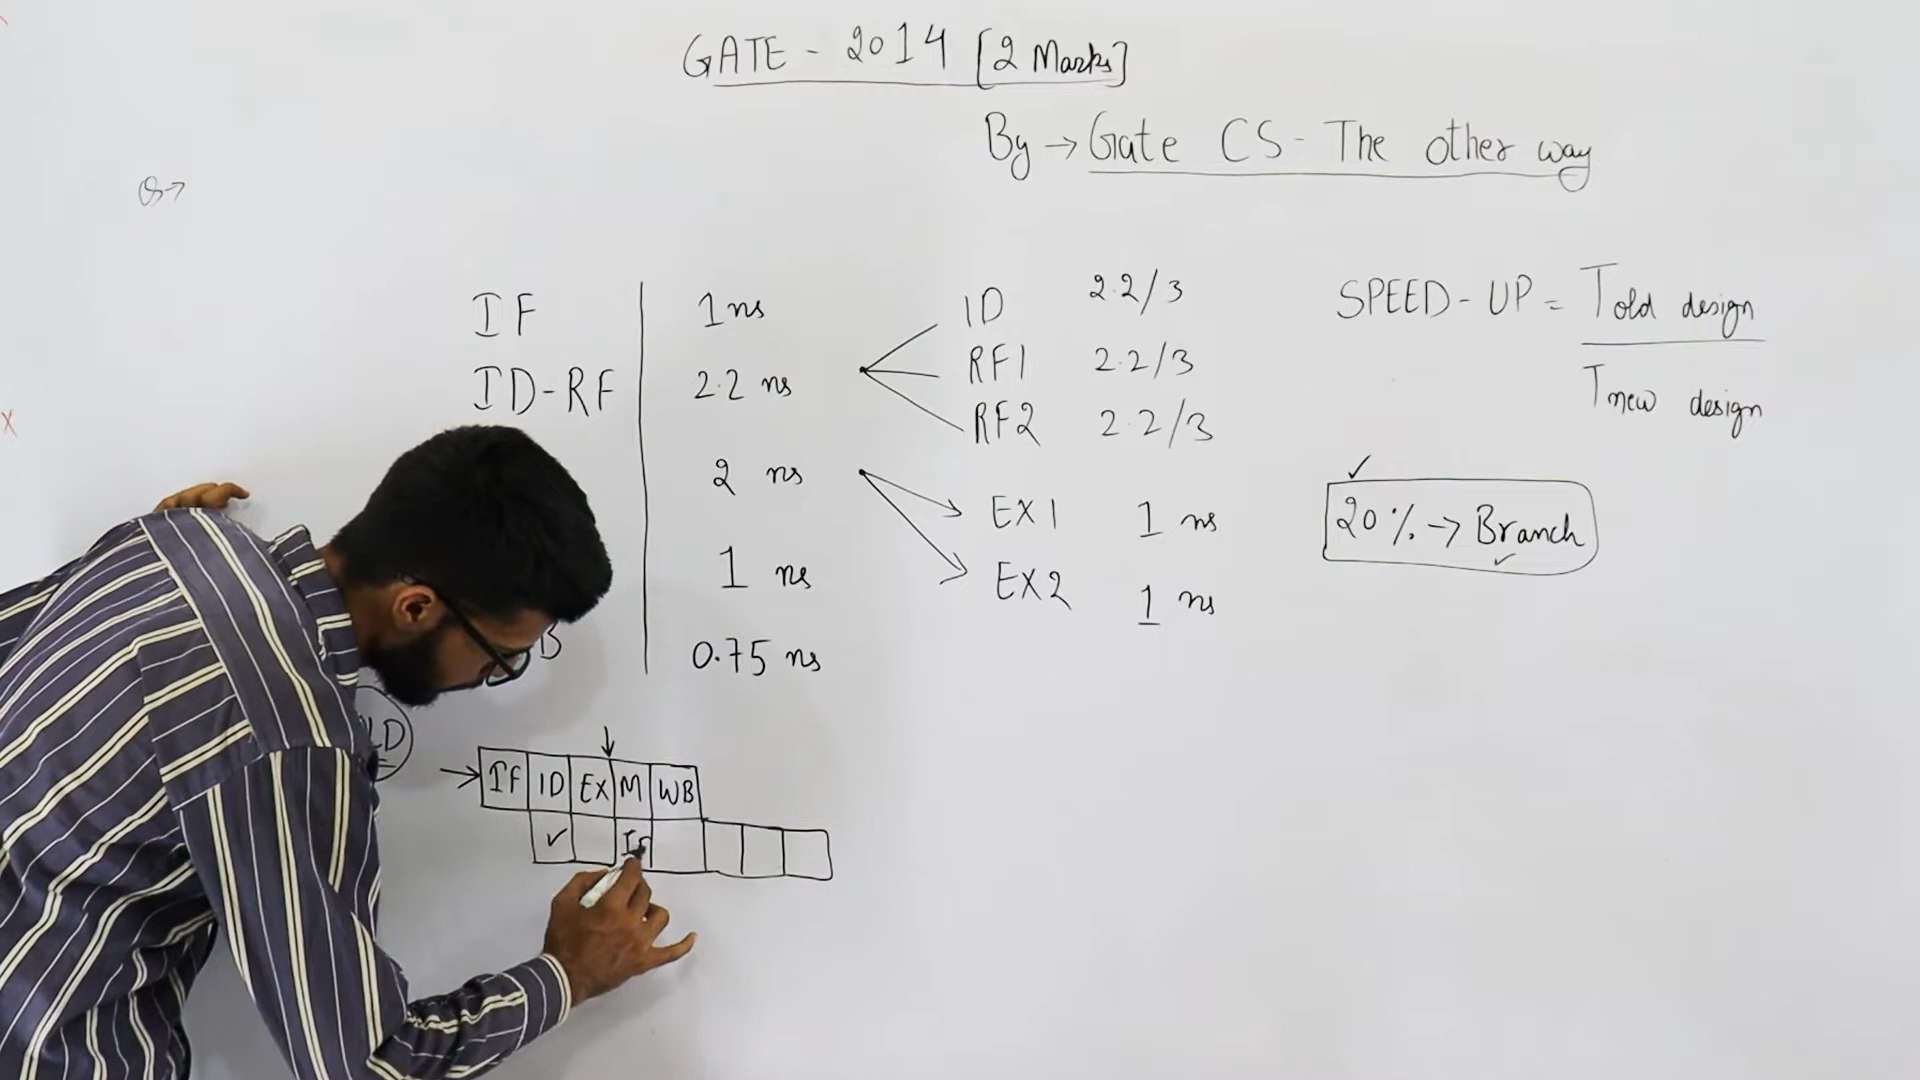 GATE - 2014 [2 Marks]
By → Gate CS - The other way
Q→
IF 1 ns
ID-RF 2.2 ns
2 ns
1 ns
B 0.75 ns
ID 2.2/3
RF1 2.2/3
RF2 2.2/3
EX1 1 ns
EX2 1 ns
SPEED-UP = T old design
T new design
20% → Branch
LD
IF ID EX M WB
✓ IF
x